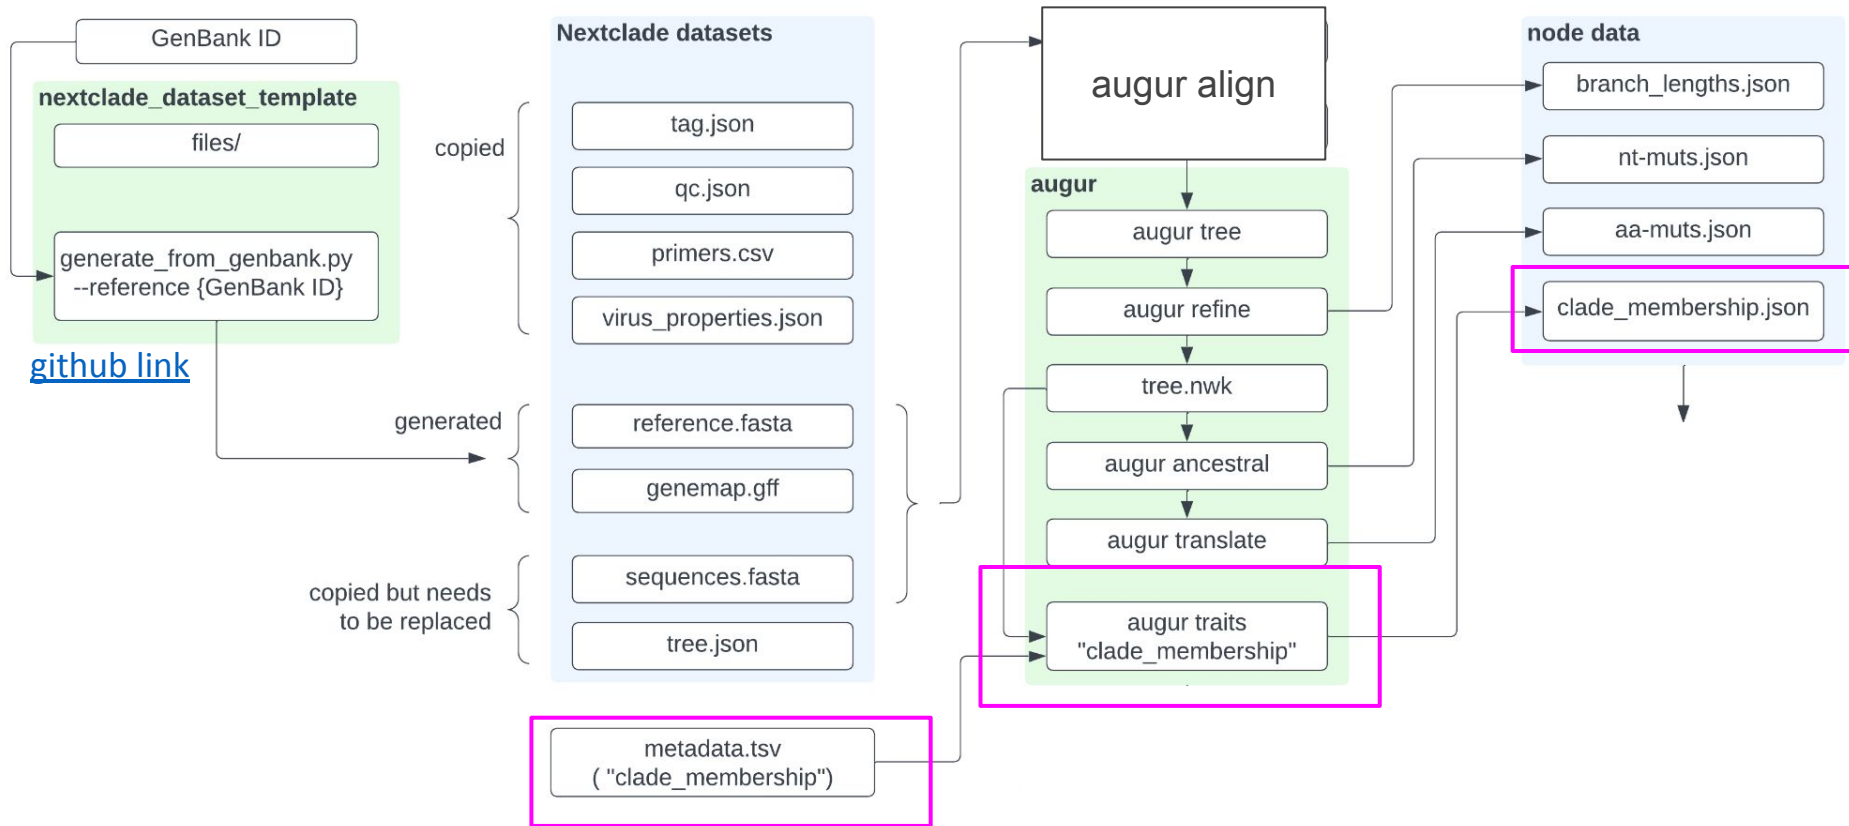 GenBank ID
nextclade_dataset_template
files/
generate_from_genbank.py
--reference {GenBank ID}
github link
copied
generated
copied but needs
to be replaced
Nextclade datasets
tag.json
qc.json
primers.csv
virus_properties.json
reference.fasta
genemap.gff
sequences.fasta
tree.json
metadata.tsv
( "clade_membership")
augur align
augur
augur tree
augur refine
tree.nwk
augur ancestral
augur translate
augur traits
"clade_membership"
node data
branch_lengths.json
nt-muts.json
aa-muts.json
clade_membership.json